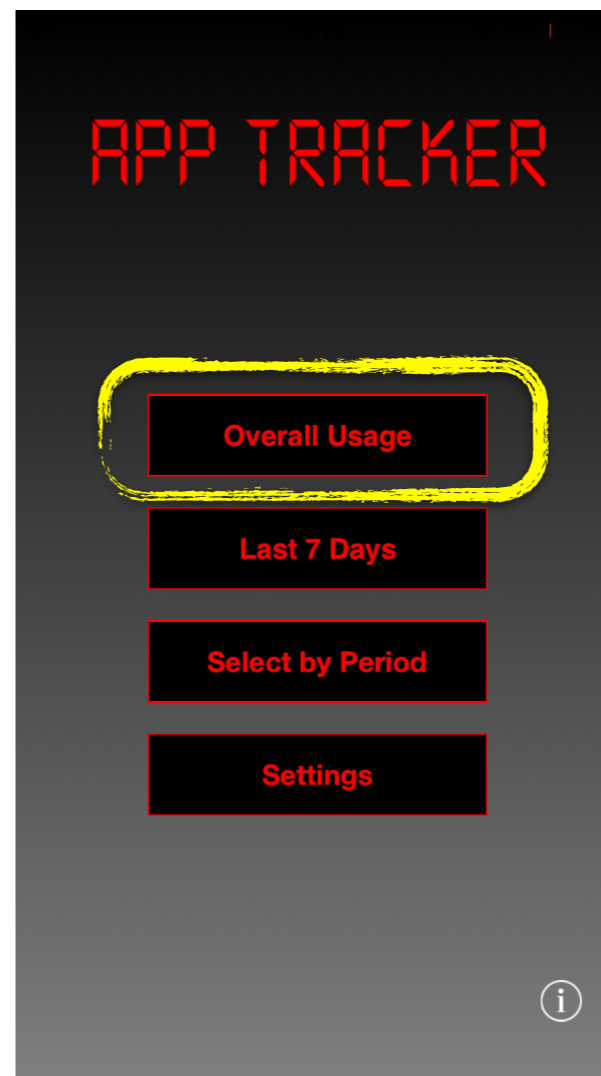 APP TRACKER
Overall Usage
Last 7 Days
Select by Period
Settings
i